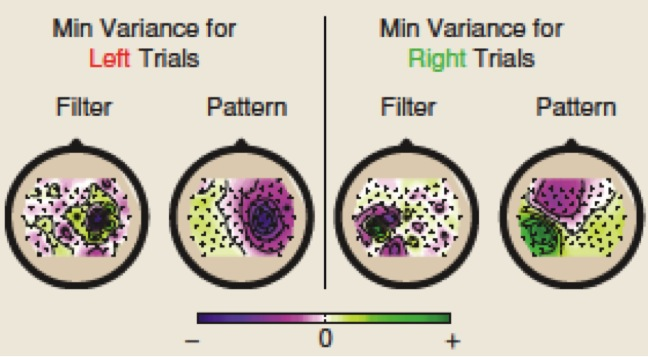 Min Variance for
Left Trials
Min Variance for
Right Trials
Filter
Pattern
Filter
Pattern
− 0 +